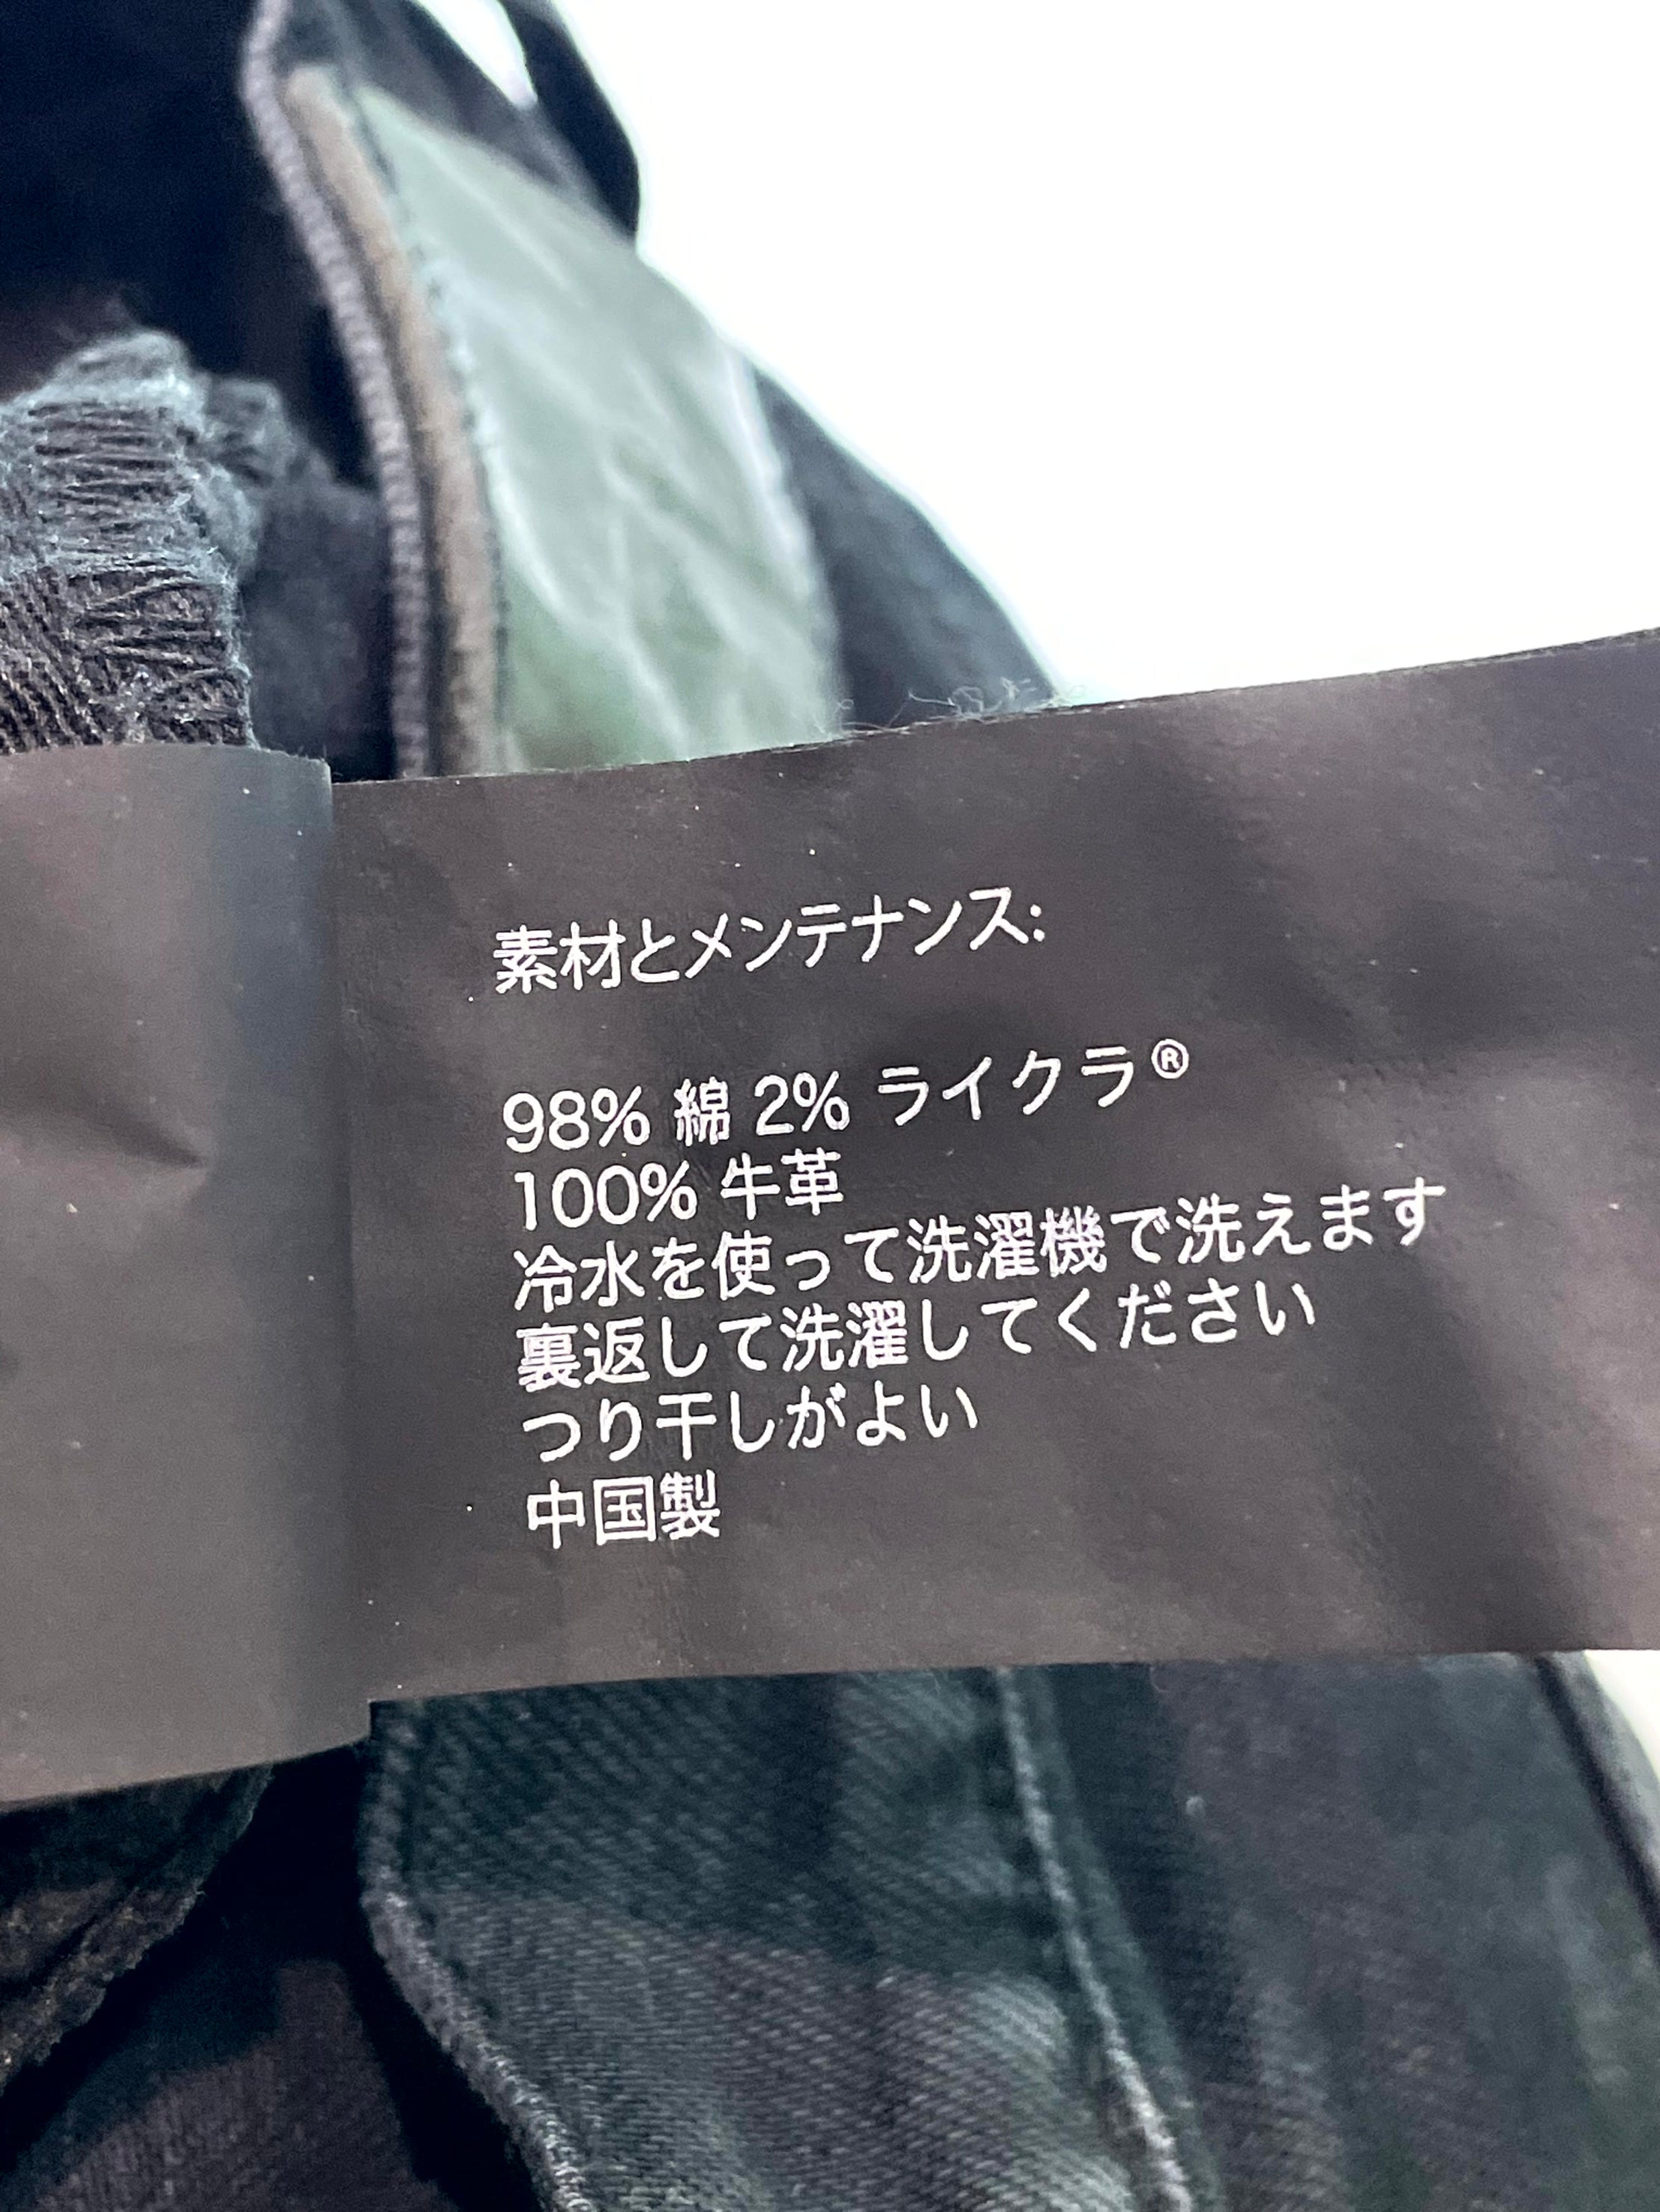 素材とメンテナンス:
98% 綿 2% ライクラ®
100% 牛革
冷水を使って洗濯機で洗えます
裏返して洗濯してください
つり干しがよい
中国製